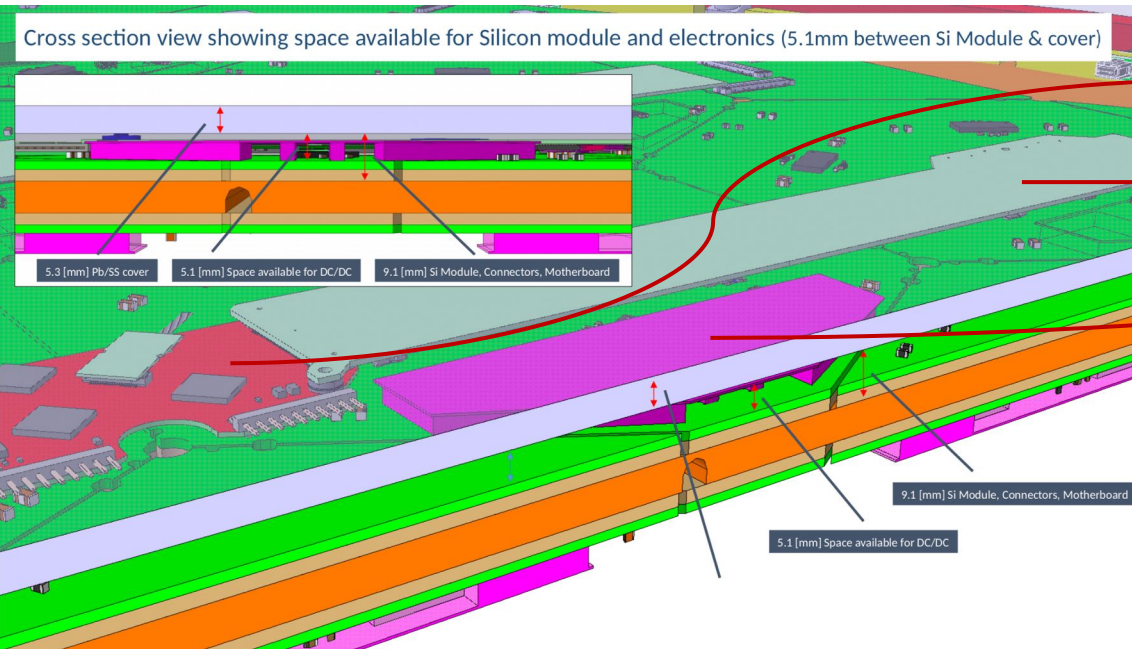 Cross section view showing space available for Silicon module and electronics (5.1mm between Si Module & cover)
5.3 [mm] Pb/SS cover
5.1 [mm] Space available for DC/DC
9.1 [mm] Si Module, Connectors, Motherboard
9.1 [mm] Si Module, Connectors, Motherboard
5.1 [mm] Space available for DC/DC